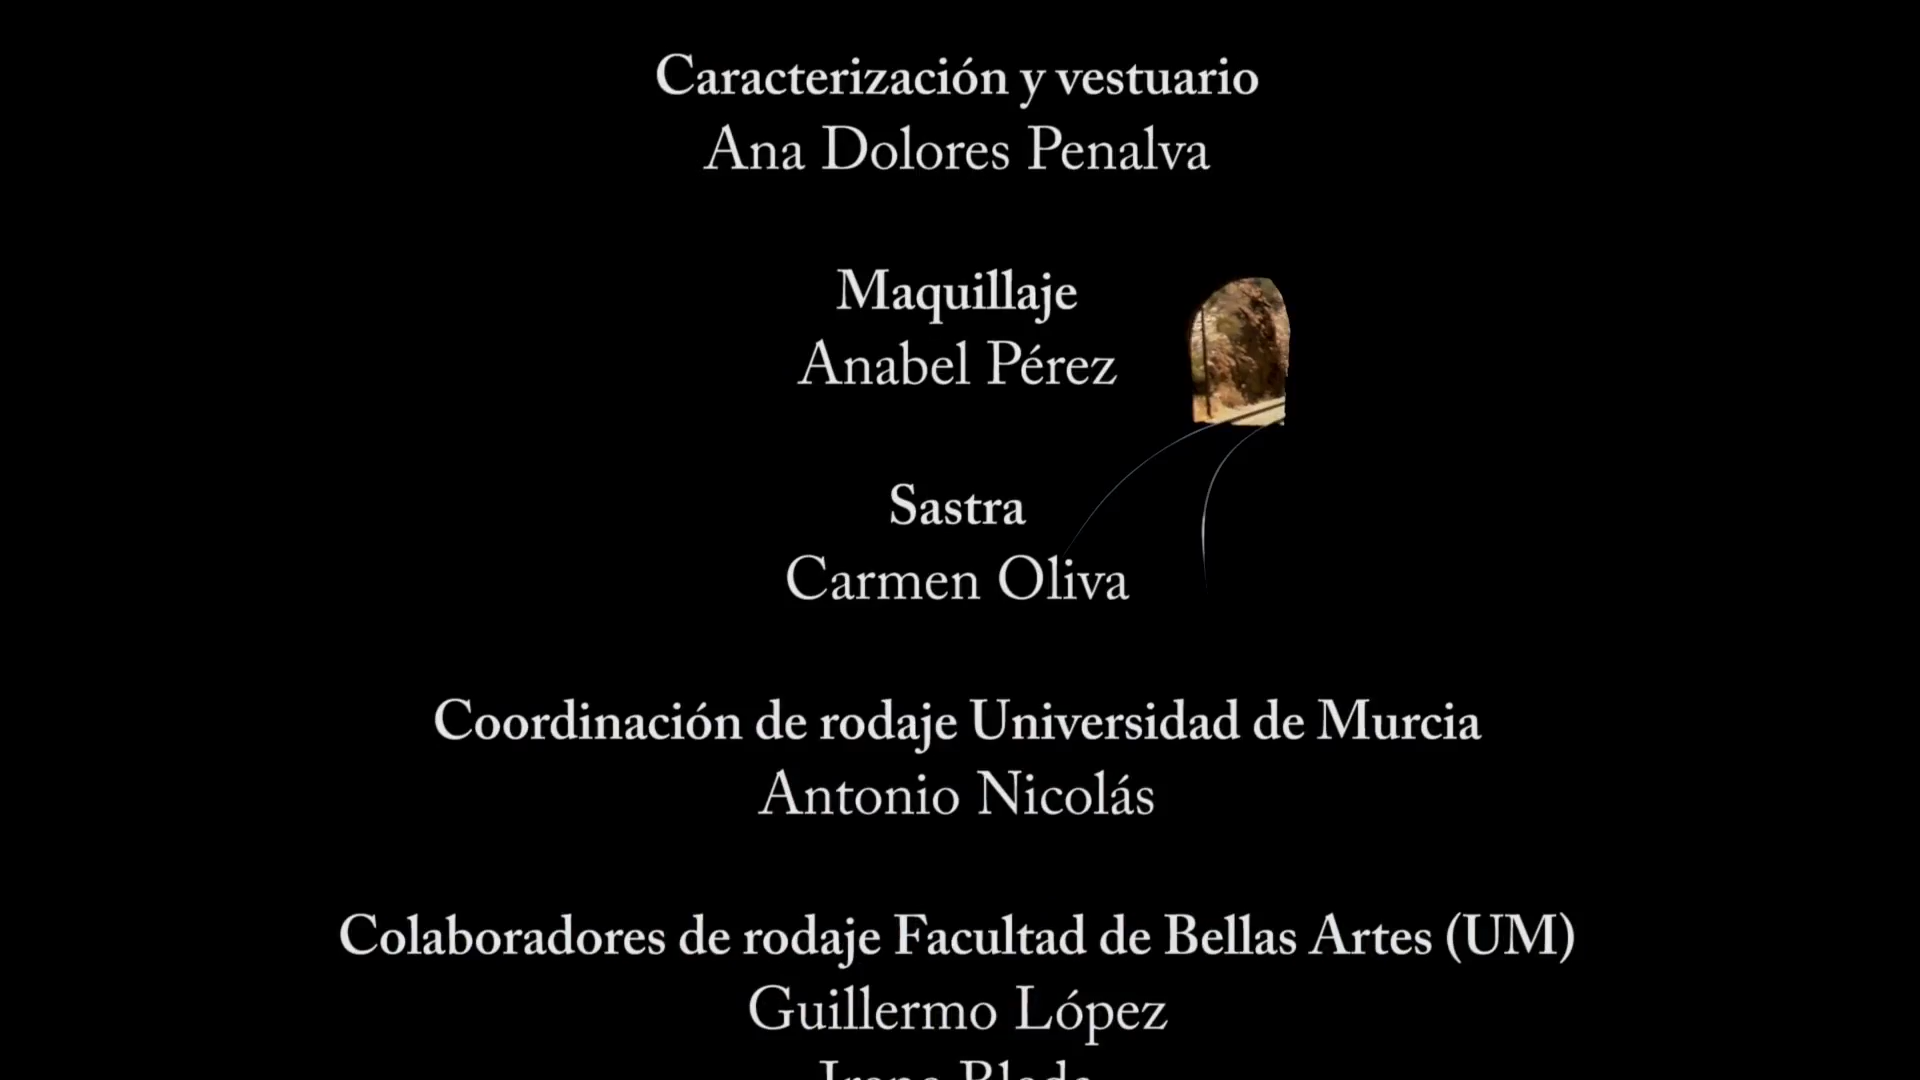 Caracterización y vestuario
Ana Dolores Penalva
Maquillaje
Anabel Pérez
Sastra
Carmen Oliva
Coordinación de rodaje Universidad de Murcia
Antonio Nicolás
Colaboradores de rodaje Facultad de Bellas Artes (UM)
Guillermo López